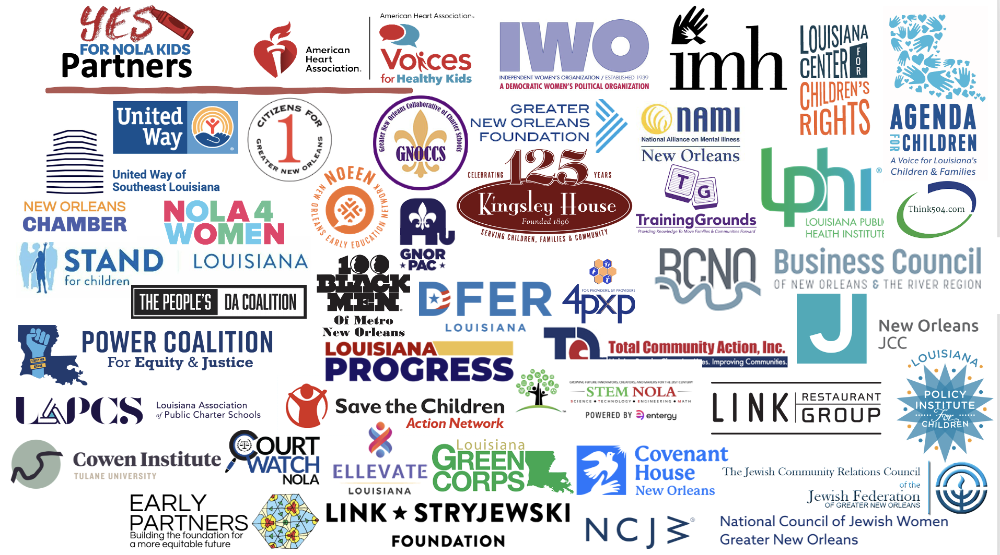 YES
FOR NOLA KIDS
Partners
American
Heart
Association®
American Heart Association®
Voices
for Healthy Kids
IWO
INDEPENDENT WOMEN'S ORGANIZATION / ESTABLISHED 1939
A DEMOCRATIC WOMEN'S POLITICAL ORGANIZATION
imh
LOUISIANA
CENTER FOR
CHILDREN'S
RIGHTS
AGENDA
FOR CHILDREN
A Voice for Louisiana's
Children & Families
United
Way
United Way of
Southeast Louisiana
CITIZENS FOR
1
GREATER NEW ORLEANS
Greater New Orleans Collaborative of Charter Schools
GNOCCS
GREATER
NEW ORLEANS
FOUNDATION
NAMI
National Alliance on Mental Illness
New Orleans
NEW ORLEANS
CHAMBER
NOLA 4
WOMEN
NOEEN
NEW ORLEANS EARLY EDUCATION NETWORK
GNOR
PAC
CELEBRATING 125 YEARS
Kingsley House
Founded 1896
SERVING CHILDREN, FAMILIES & COMMUNITY
T G
TrainingGrounds
Providing Knowledge To Move Families & Communities Forward
lphi®
LOUISIANA PUBLI
HEALTH INSTITUTE
Think504.com
STAND
for children
LOUISIANA
THE PEOPLE'S DA COALITION
100
BLACK
MEN®
Of Metro
New Orleans
DFER
LOUISIANA
FOR PROVIDERS, BY PROVIDERS
4pxp
BCNO
Business Council
OF NEW ORLEANS & THE RIVER REGION
POWER COALITION
For Equity & Justice
EQUITY AND
JUSTICE
LOUISIANA
PROGRESS
TCA
Total Community Action, Inc.
es. Improving Communities.
J
New Orleans
JCC
LAPCS
Louisiana Association
of Public Charter Schools
Save the Children
Action Network
GROWING FUTURE INNOVATORS, CREATORS, AND MAKERS FOR THE 21ST CENTURY
STEM NOLA
SCIENCE • TECHNOLOGY • ENGINEERING • MATH
POWERED BY entergy
LINK RESTAURANT
GROUP
LOUISIANA
POLICY
INSTITUTE
For
CHILDREN
Cowen Institute
TULANE UNIVERSITY
COURT
WATCH
NOLA
ELLEVATE
LOUISIANA
Louisiana
GREEN
CORPS
Covenant
House
New Orleans
The Jewish Community Relations Council
of the
Jewish Federation
OF GREATER NEW ORLEANS
EARLY
PARTNERS
Building the foundation for
a more equitable future
LINK ★ STRYJEWSKI
FOUNDATION
NCJW®
National Council of Jewish Women
Greater New Orleans